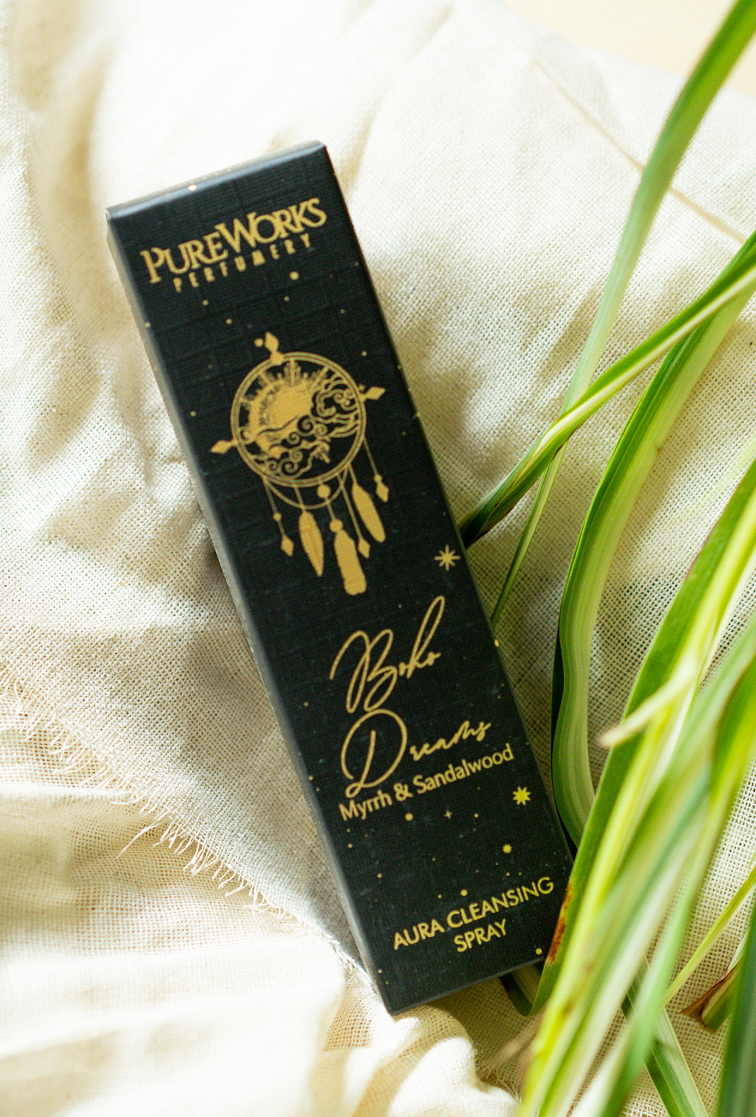 PUREWORKS
PERFUMERY
Boho
Dreams
Myrrh & Sandalwood
AURA CLEANSING
SPRAY